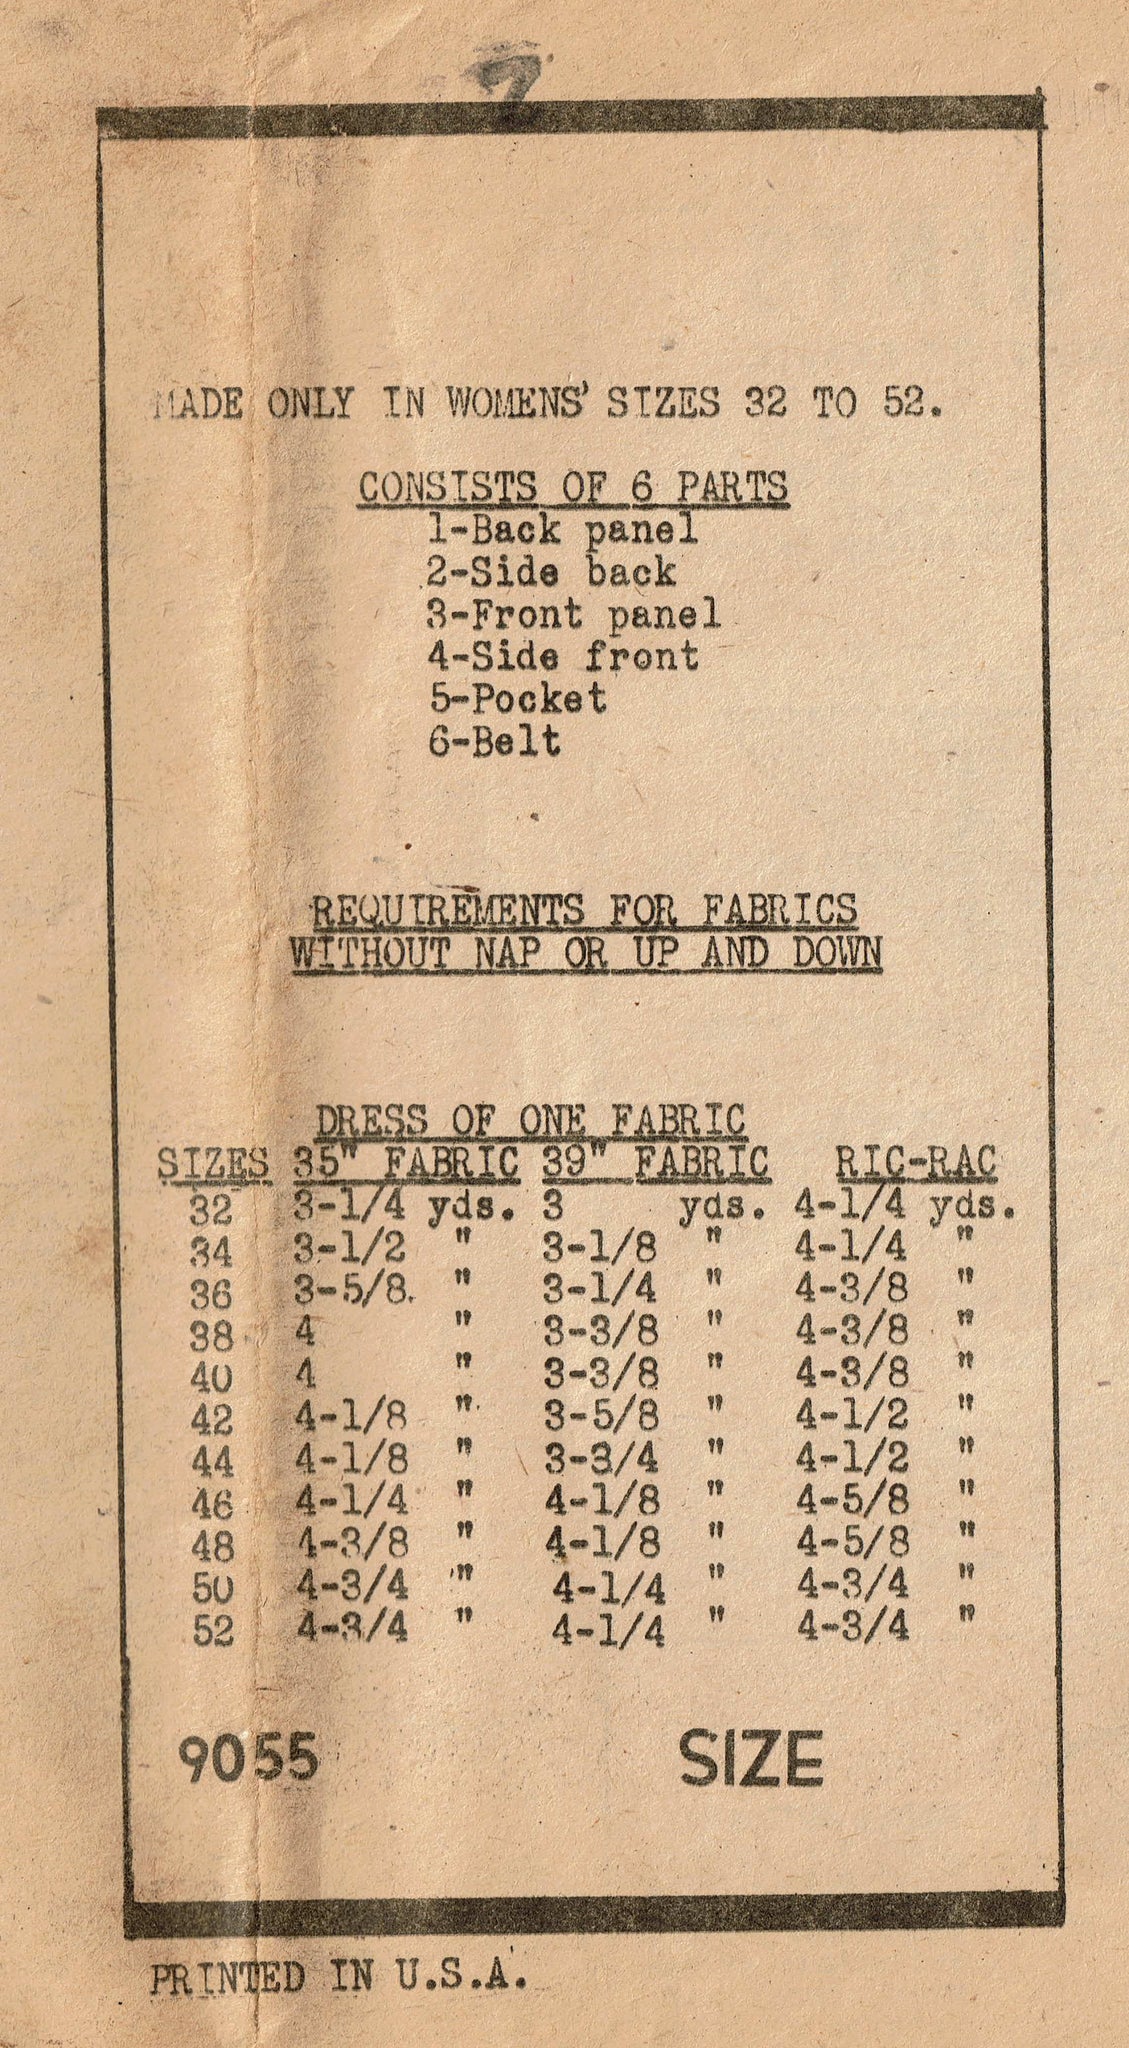 7
MADE ONLY IN WOMENS' SIZES 32 TO 52.
CONSISTS OF 6 PARTS
1-Back panel
2-Side back
3-Front panel
4-Side front
5-Pocket
6-Belt
REQUIREMENTS FOR FABRICS
WITHOUT NAP OR UP AND DOWN
DRESS OF ONE FABRIC
SIZES 35" FABRIC 39" FABRIC RIC-RAC
32 3-1/4 yds. 3 yds. 4-1/4 yds.
34 3-1/2 " 3-1/8 " 4-1/4 "
36 3-5/8 " 3-1/4 " 4-3/8 "
38 4 " 3-3/8 " 4-3/8 "
40 4 " 3-3/8 " 4-3/8 "
42 4-1/8 " 3-5/8 " 4-1/2 "
44 4-1/8 " 3-3/4 " 4-1/2 "
46 4-1/4 " 4-1/8 " 4-5/8 "
48 4-3/8 " 4-1/8 " 4-5/8 "
50 4-3/4 " 4-1/4 " 4-3/4 "
52 4-3/4 " 4-1/4 " 4-3/4 "
9055 SIZE
PRINTED IN U.S.A.